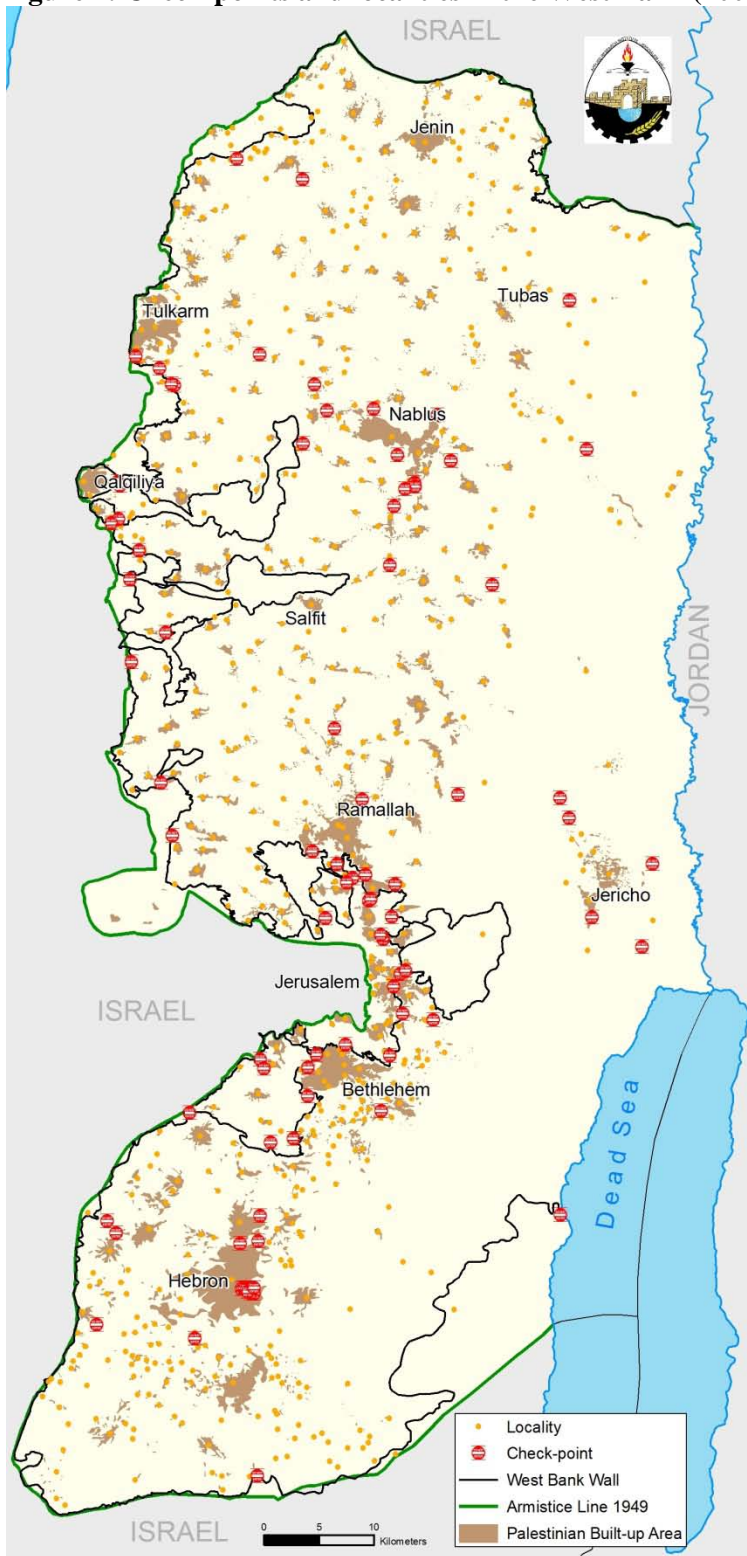 ISRAEL
Jenin
Tubas
Tulkarm
Nablus
Qalqiliya
Salfit
JORDAN
Ramallah
Jericho
Jerusalem
ISRAEL
Bethlehem
Dead Sea
Hebron
Locality
Check-point
West Bank Wall
Armistice Line 1949
Palestinian Built-up Area
ISRAEL
0 5 10
Kilometers